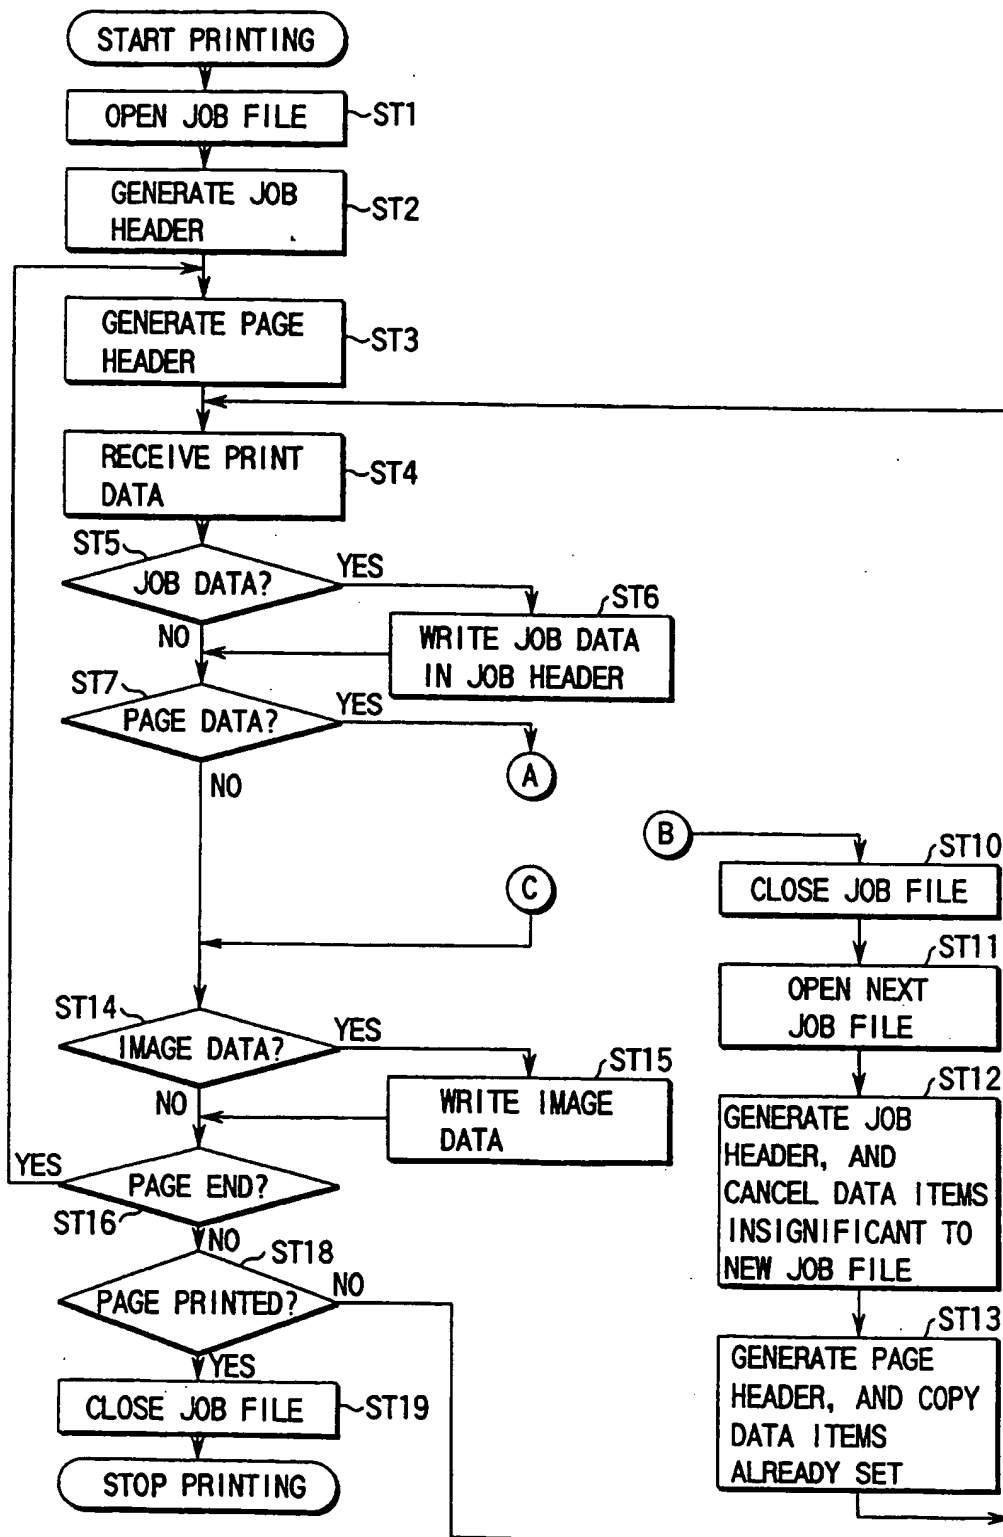 START PRINTING
OPEN JOB FILE
ST1
GENERATE JOB
HEADER
ST2
GENERATE PAGE
HEADER
ST3
RECEIVE PRINT
DATA
ST4
ST5
JOB DATA?
YES
NO
ST6
WRITE JOB DATA
IN JOB HEADER
ST7
PAGE DATA?
YES
NO
A
B
C
ST10
CLOSE JOB FILE
ST11
OPEN NEXT
JOB FILE
ST12
GENERATE JOB
HEADER, AND
CANCEL DATA ITEMS
INSIGNIFICANT TO
NEW JOB FILE
ST13
GENERATE PAGE
HEADER, AND COPY
DATA ITEMS
ALREADY SET
ST14
IMAGE DATA?
YES
NO
ST15
WRITE IMAGE
DATA
YES
PAGE END?
ST16
NO
ST18
PAGE PRINTED?
NO
YES
CLOSE JOB FILE
ST19
STOP PRINTING